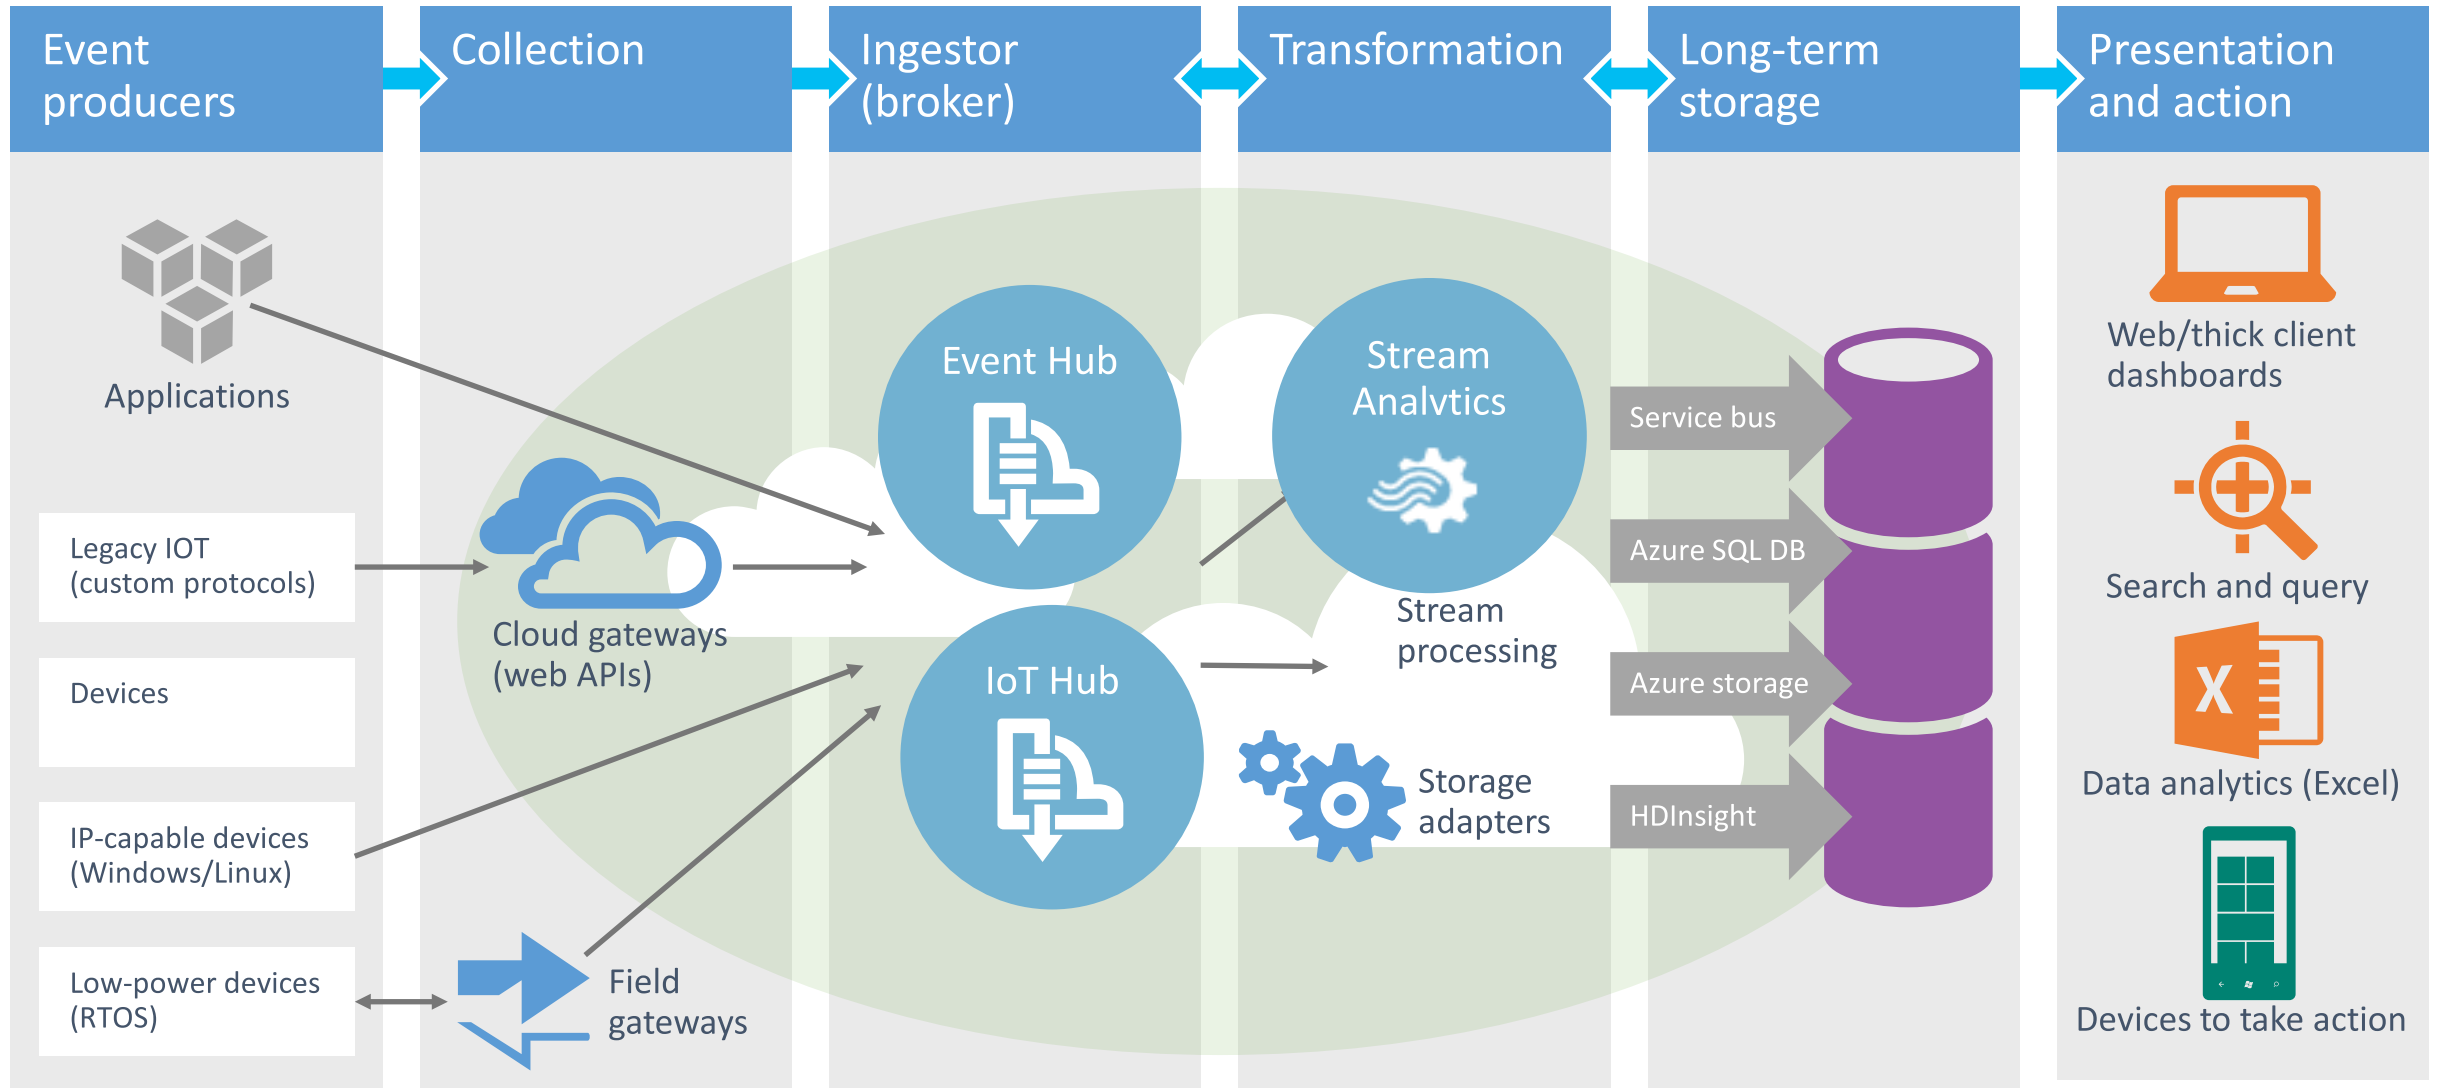 Event
producers
Collection
Ingestor
(broker)
Transformation
Long-term
storage
Presentation
and action
Applications
Legacy IOT
(custom protocols)
Devices
IP-capable devices
(Windows/Linux)
Low-power devices
(RTOS)
Cloud gateways
(web APIs)
Field
gateways
Event Hub
IoT Hub
Stream
Analvtics
Stream
processing
Storage
adapters
Service bus
Azure SQL DB
Azure storage
HDInsight
Web/thick client
dashboards
Search and query
X
Data analytics (Excel)
Devices to take action